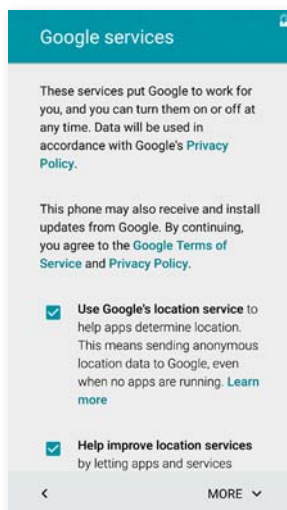 Google services
These services put Google to work for
you, and you can turn them on or off at
any time. Data will be used in
accordance with Google's Privacy
Policy.
This phone may also receive and install
updates from Google. By continuing,
you agree to the Google Terms of
Service and Privacy Policy.
Use Google's location service to
help apps determine location.
This means sending anonymous
location data to Google, even
when no apps are running. Learn
more
Help improve location services
by letting apps and services
MORE